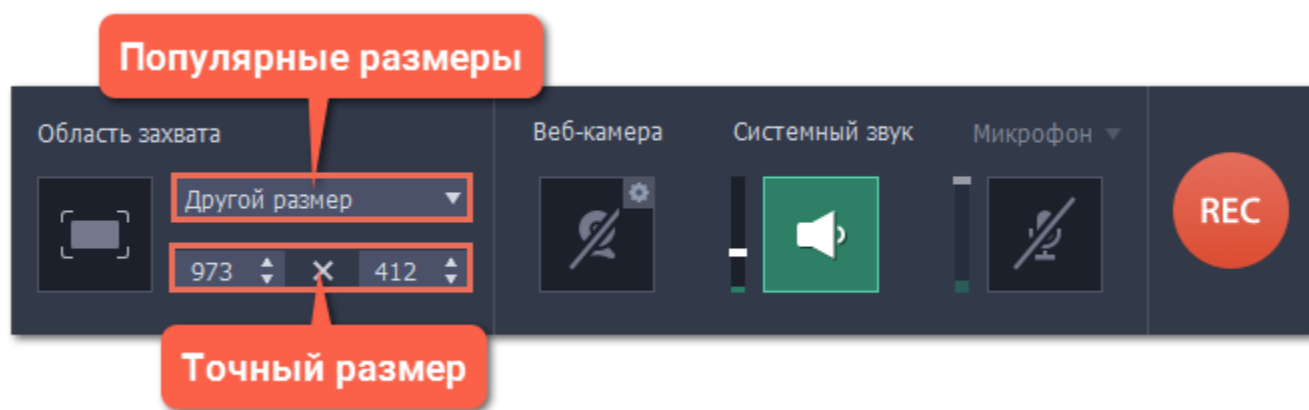 Популярные размеры
Область захвата
Веб-камера
Системный звук
Микрофон
Другой размер
973 × 412
REC
Точный размер